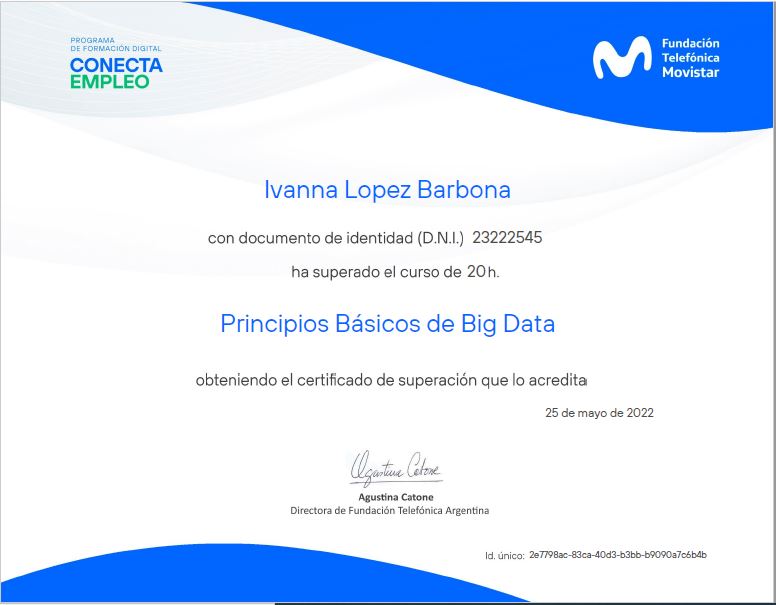 PROGRAMA
DE FORMACIÓN DIGITAL
CONECTA
EMPLEO
Fundación
Telefónica
Movistar
Ivanna Lopez Barbona
con documento de identidad (D.N.I.) 23222545
ha superado el curso de 20 h.
Principios Básicos de Big Data
obteniendo el certificado de superación que lo acredita
25 de mayo de 2022
Agustina Catone
Agustina Catone
Directora de Fundación Telefónica Argentina
Id. único: 2e7798ac-83ca-40d3-b3bb-b9090a7c6b4b